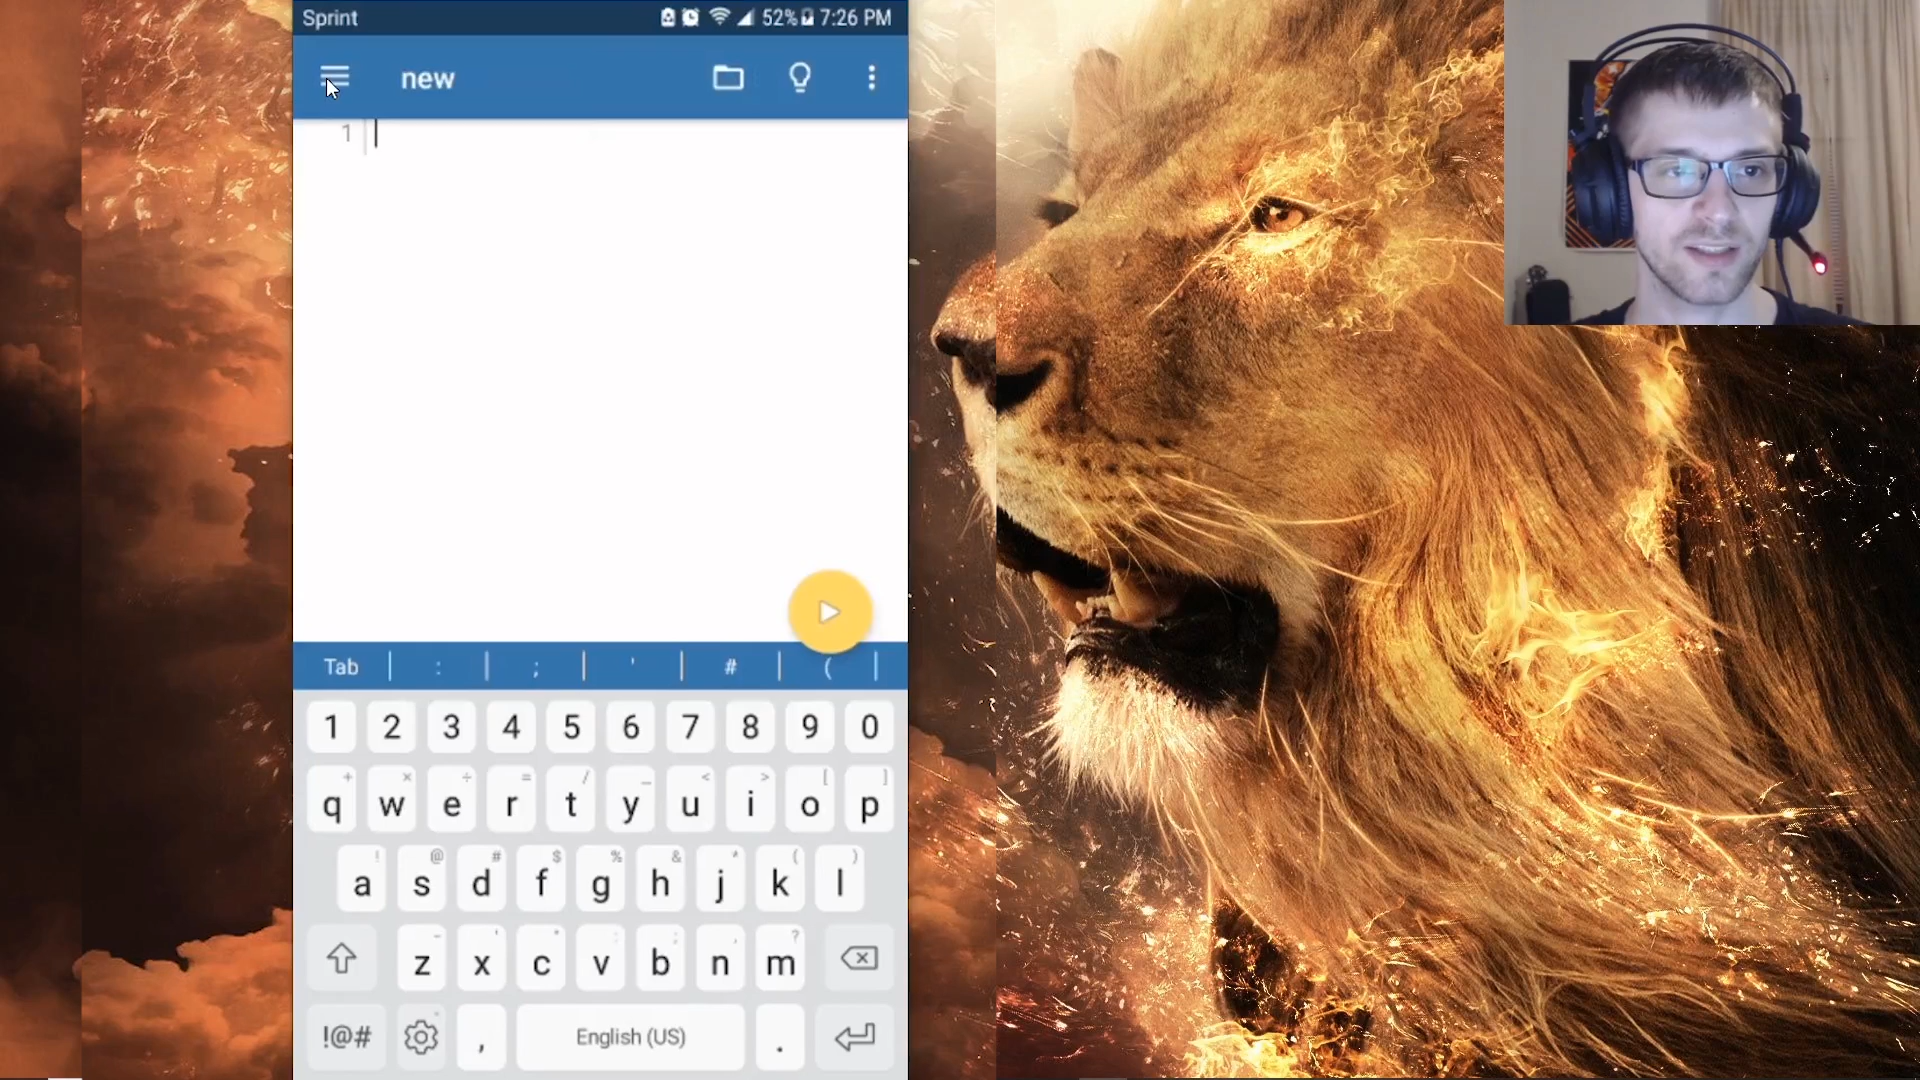 Sprint 52% 7:26 PM
new
1
Tab : ; ' # (
1 2 3 4 5 6 7 8 9 0
+ × ÷ = / _ < > [ ]
q w e r t y u i o p
! @ # $ % & * ( )
a s d f g h j k l
- ' " : ; , ?
z x c v b n m
!@# , English (US) .